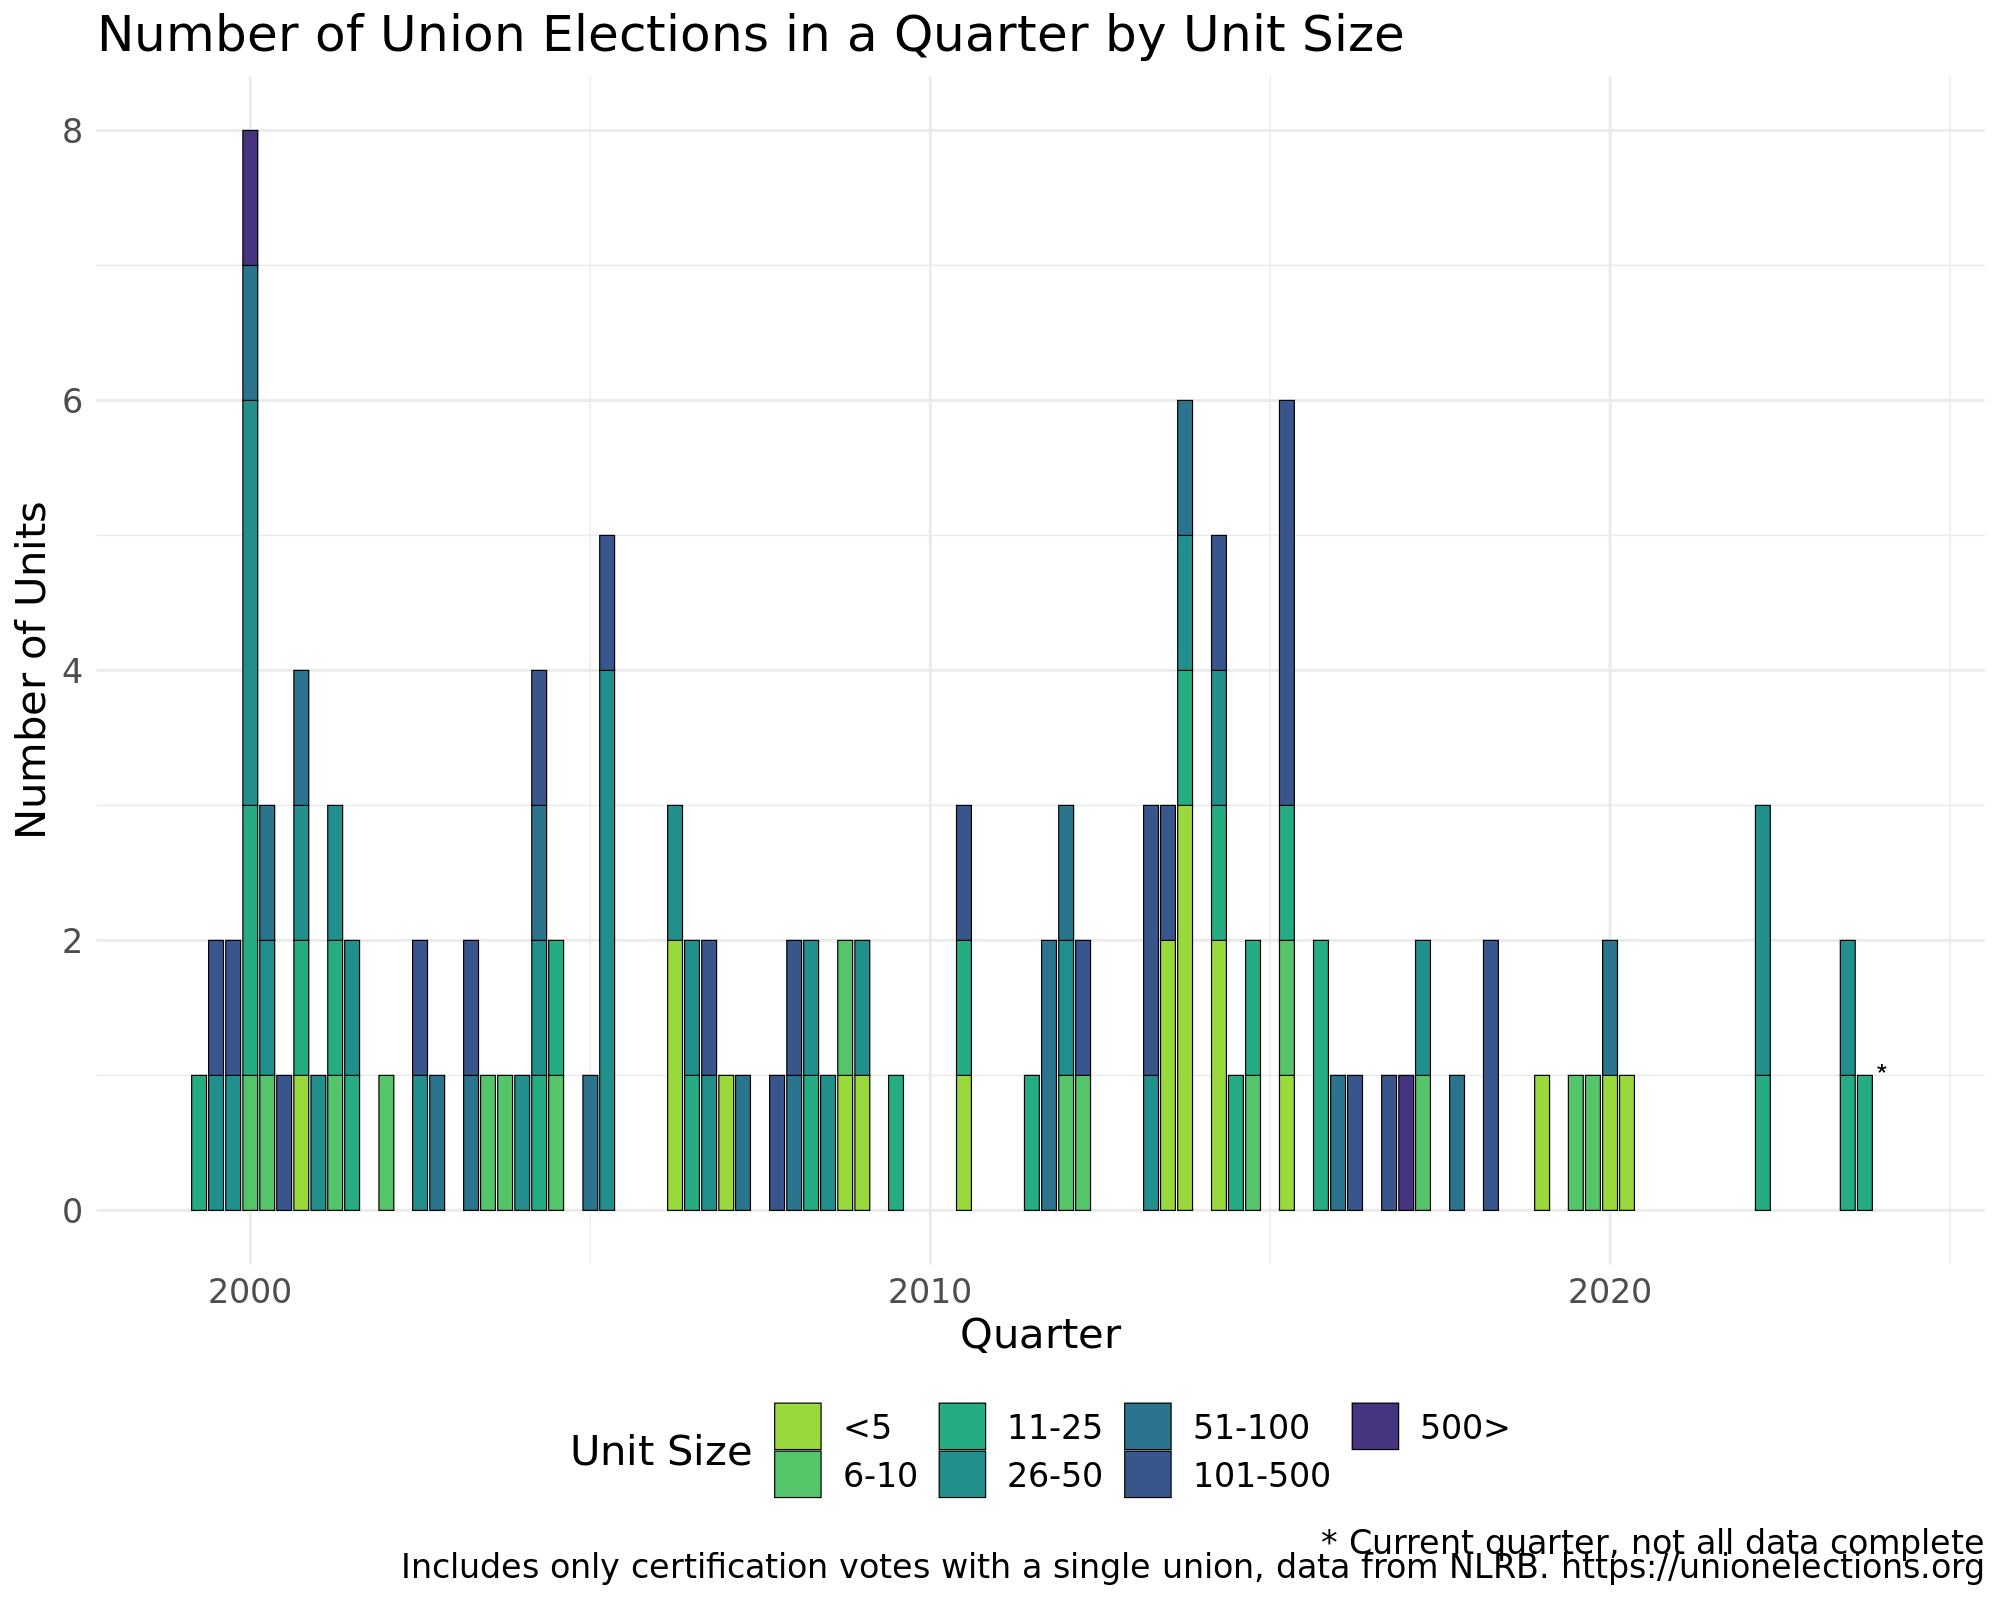 Number of Union Elections in a Quarter by Unit Size
8
6
4
2
0
Number of Units
*
2000 2010 2020
Quarter
Unit Size
<5 11-25 51-100 500>
6-10 26-50 101-500
* Current quarter, not all data complete
Includes only certification votes with a single union, data from NLRB. https://unionelections.org